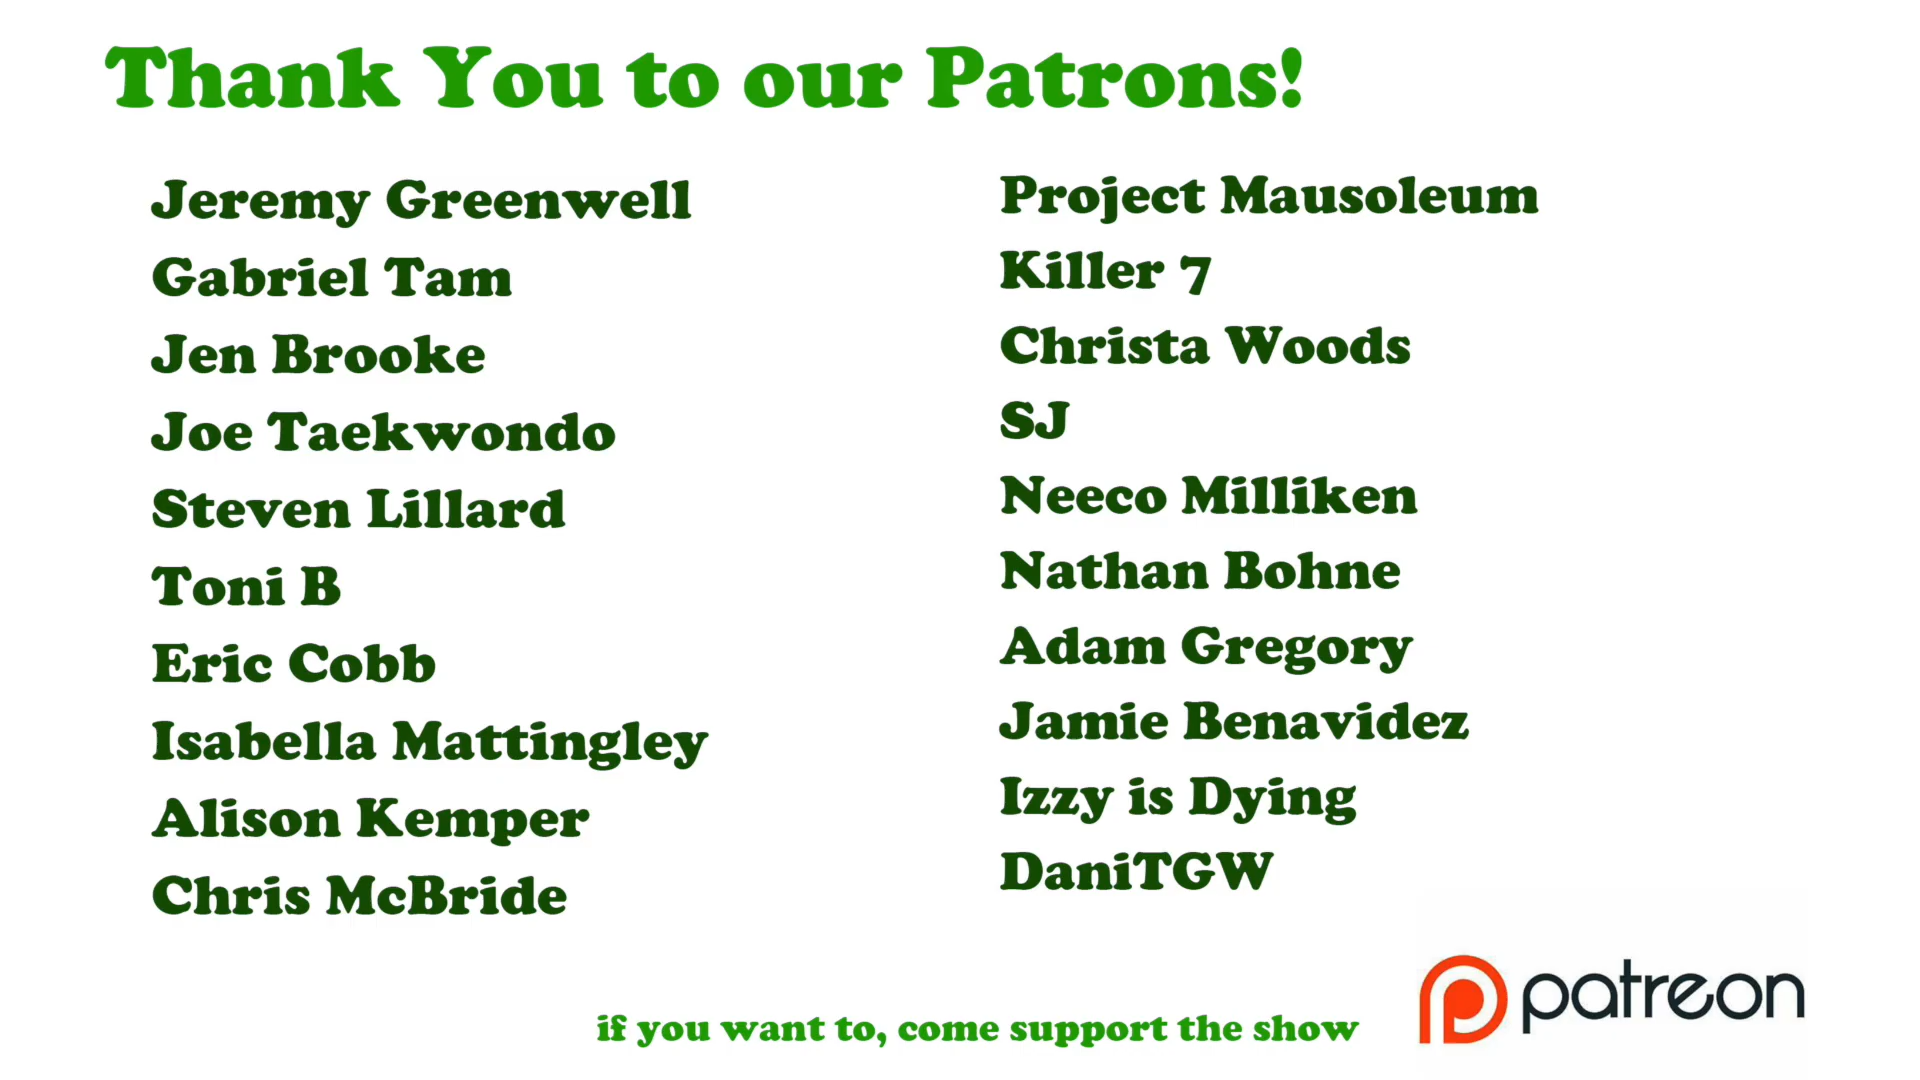 Thank You to our Patrons!
Jeremy Greenwell
Gabriel Tam
Jen Brooke
Joe Taekwondo
Steven Lillard
Toni B
Eric Cobb
Isabella Mattingley
Alison Kemper
Chris McBride
Project Mausoleum
Killer 7
Christa Woods
SJ
Neeco Milliken
Nathan Bohne
Adam Gregory
Jamie Benavidez
Izzy is Dying
DaniTGW
if you want to, come support the show
patreon